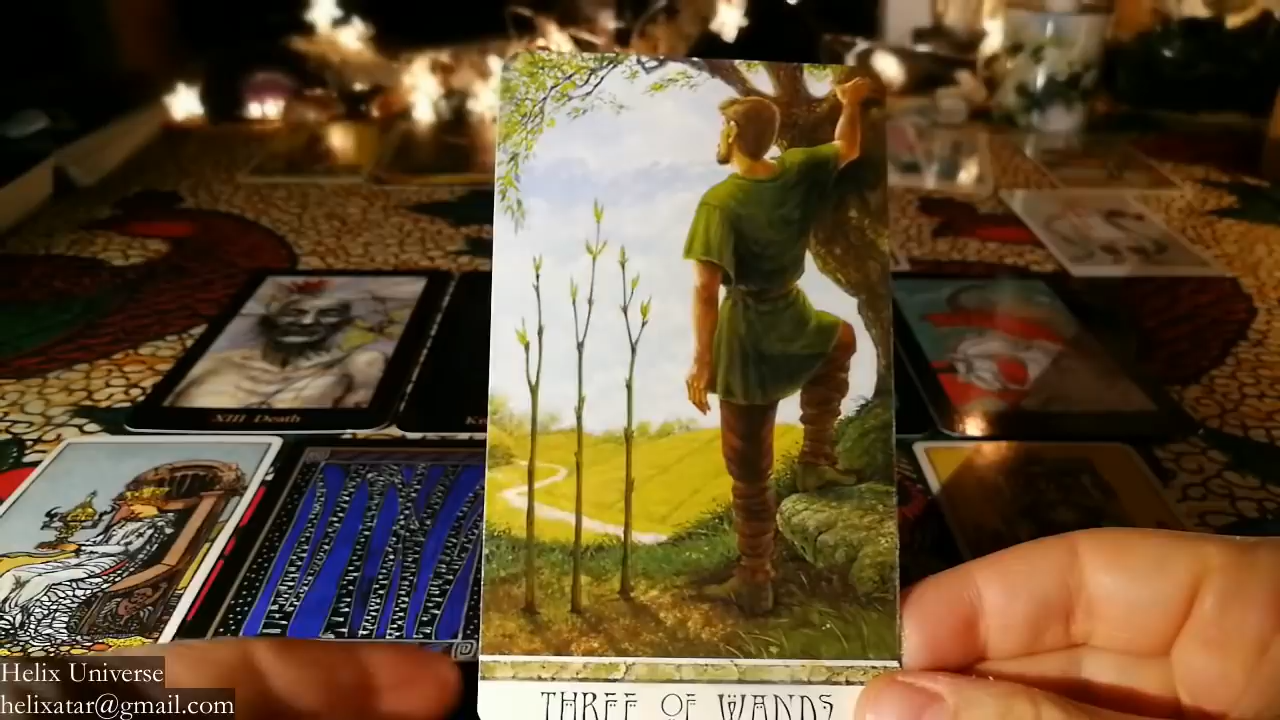 XIII Death
THREE OF WANDS
Helix Universe
helixatar@gmail.com